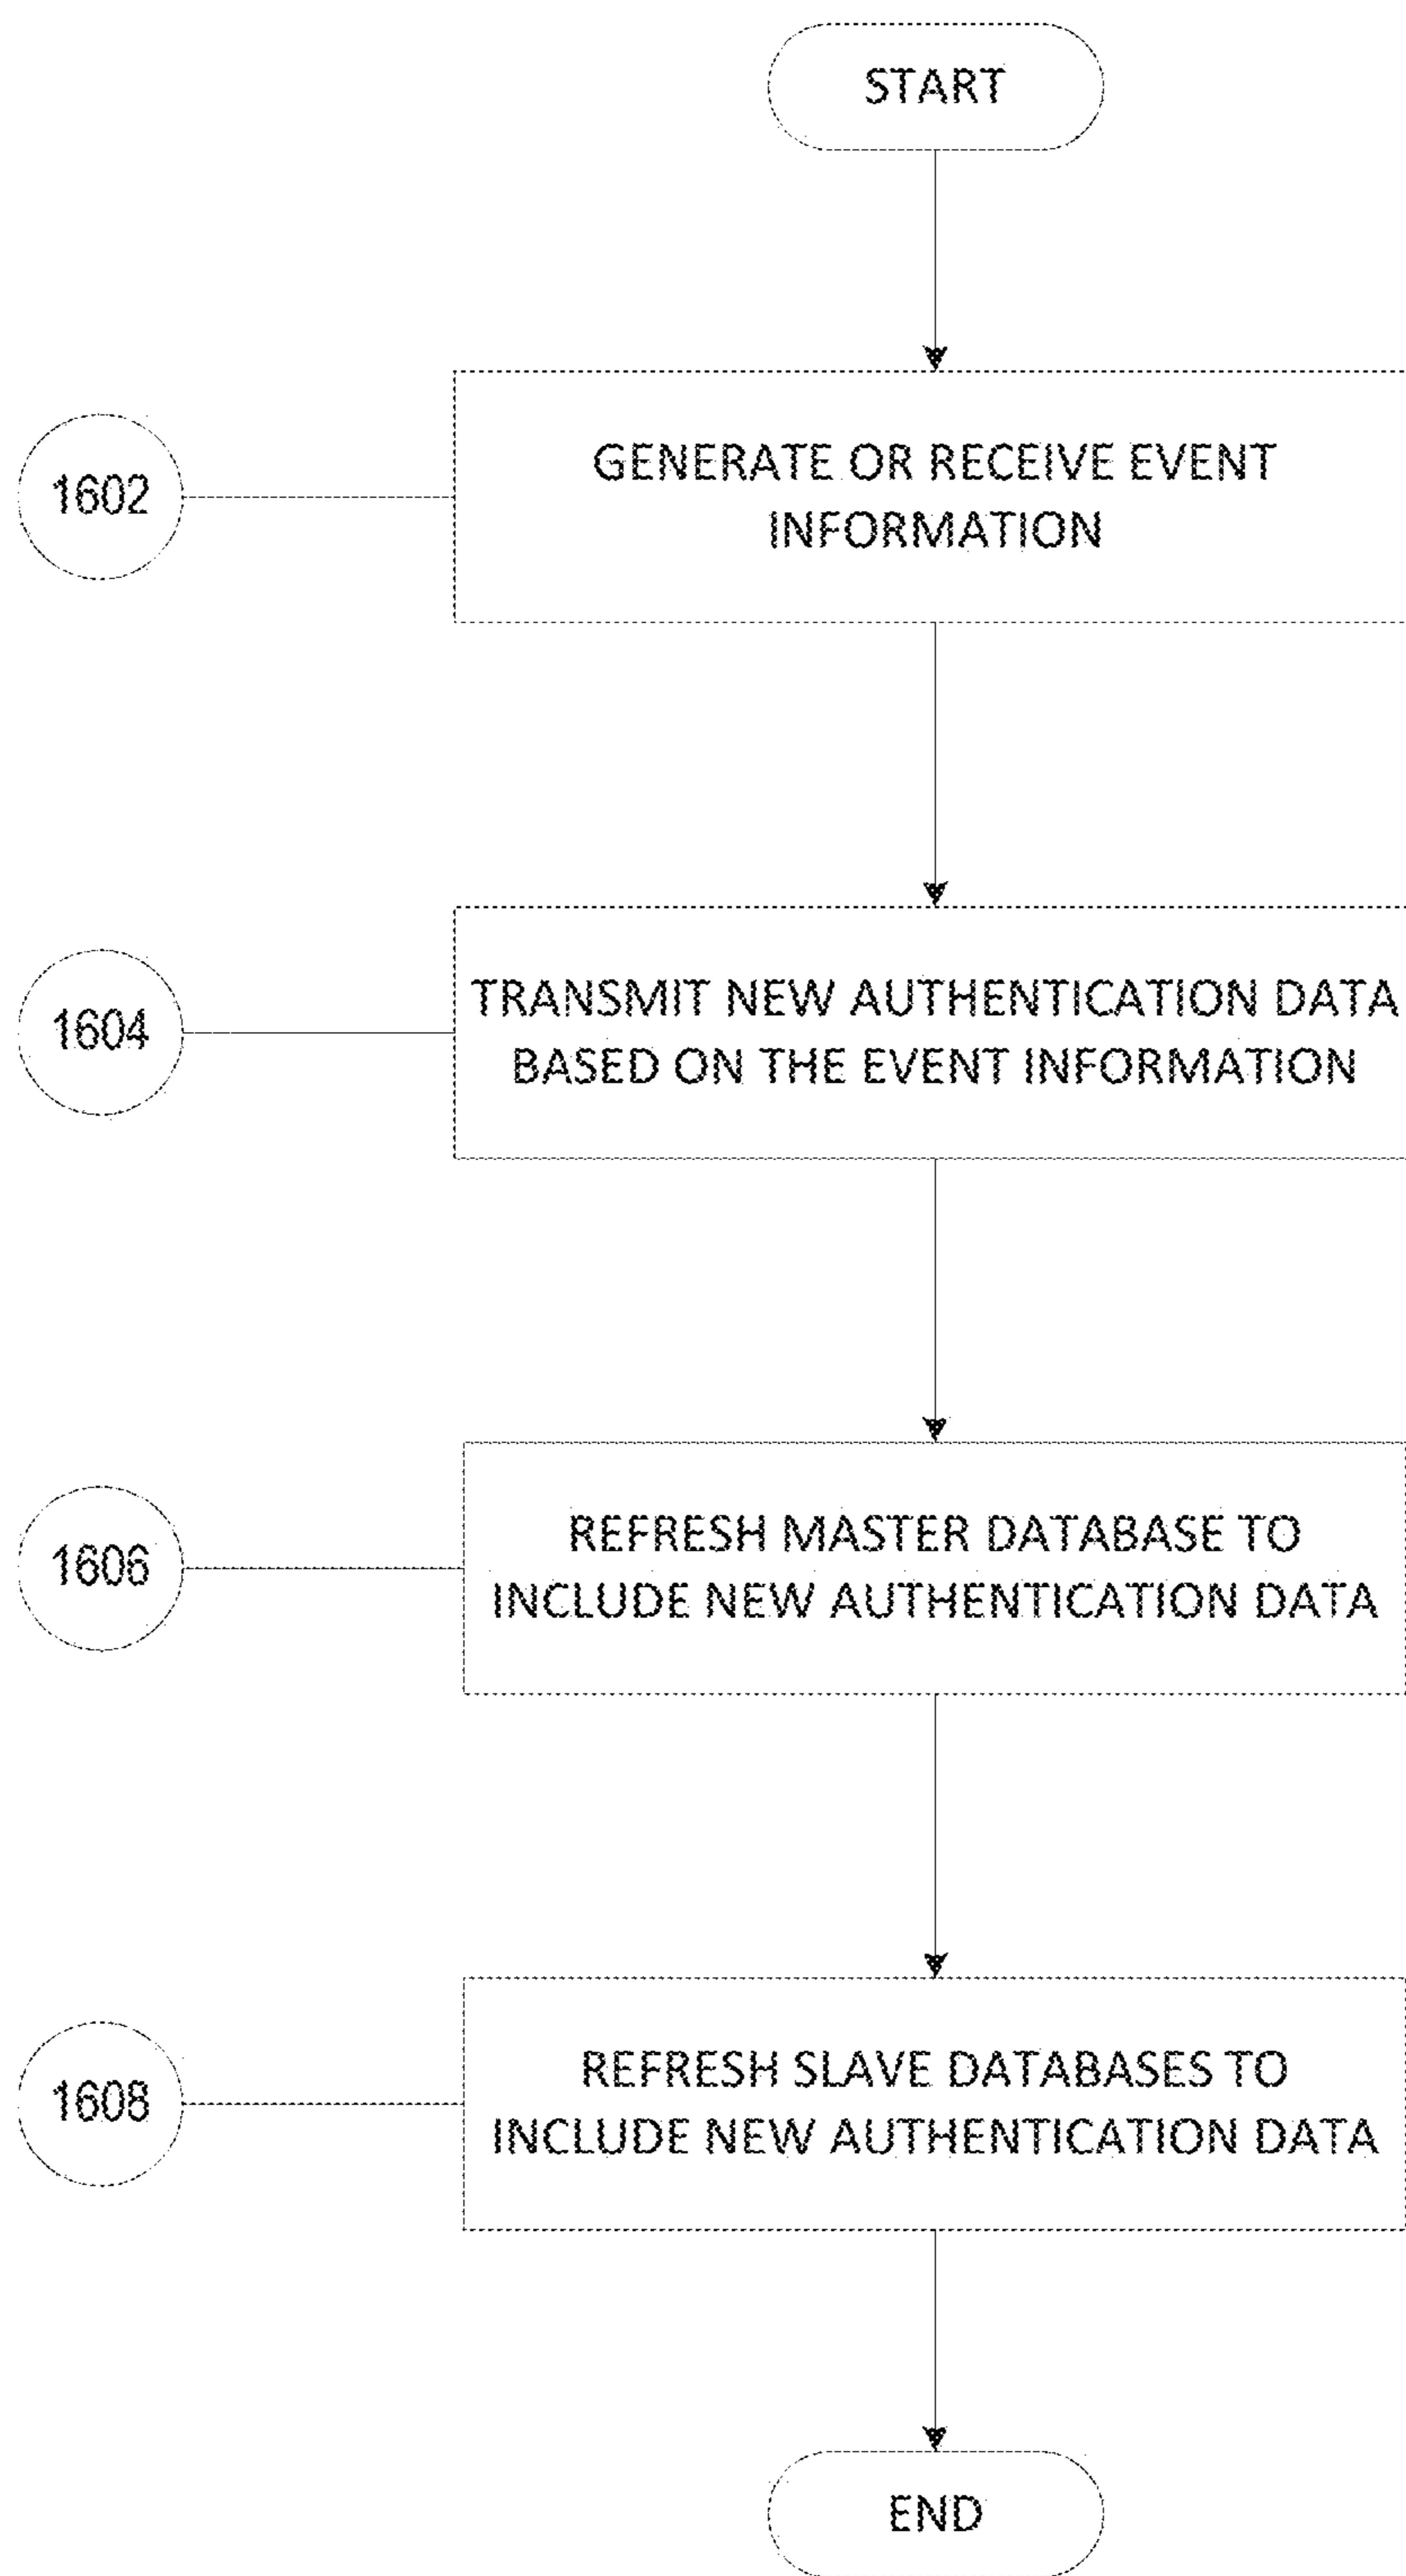 START
1602
GENERATE OR RECEIVE EVENT
INFORMATION
1604
TRANSMIT NEW AUTHENTICATION DATA
BASED ON THE EVENT INFORMATION
1606
REFRESH MASTER DATABASE TO
INCLUDE NEW AUTHENTICATION DATA
1608
REFRESH SLAVE DATABASES TO
INCLUDE NEW AUTHENTICATION DATA
END